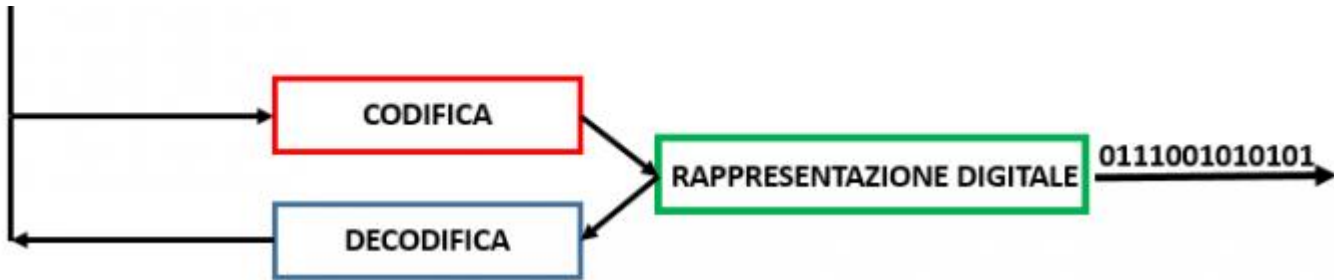 CODIFICA
RAPPRESENTAZIONE DIGITALE
0111001010101
DECODIFICA